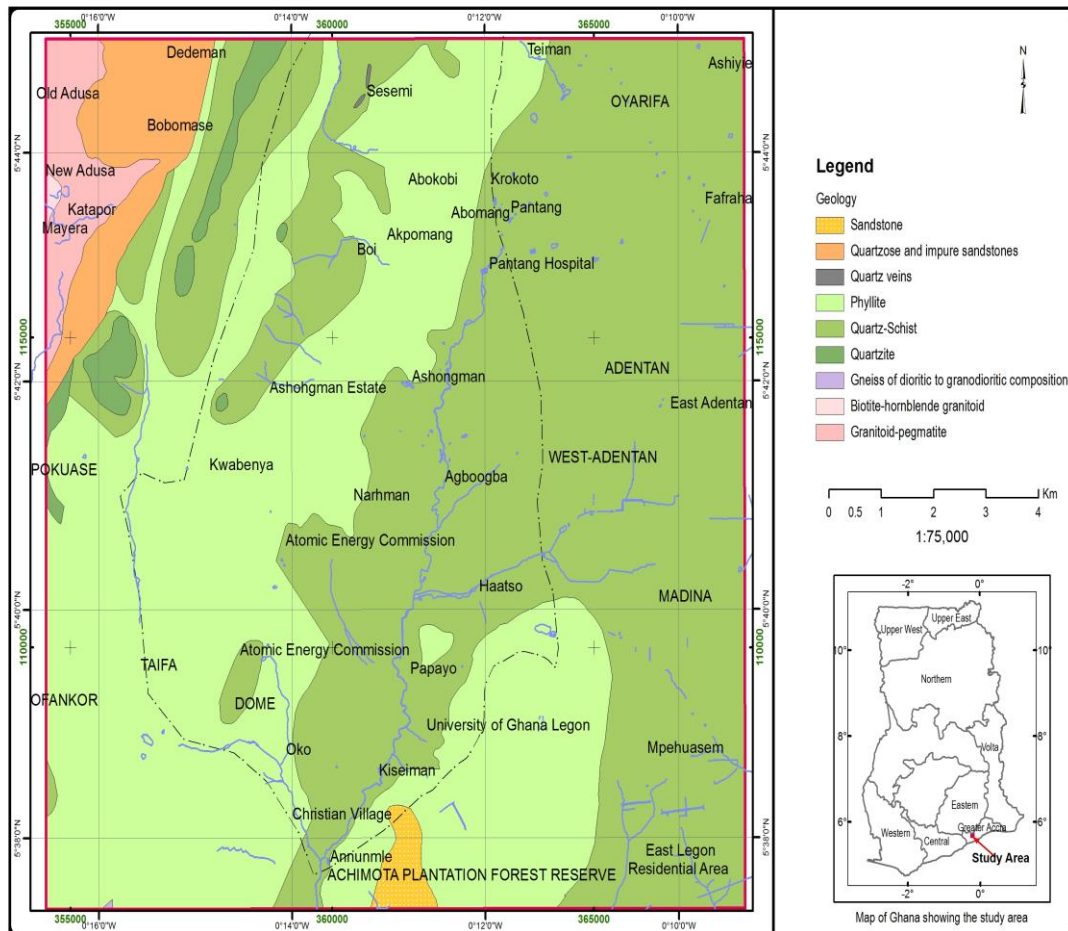 355000 0°16'0"W 0°14'0"W 360000 0°12'0"W 365000 0°10'0"W
Dedeman
Teiman
Ashiyie
Old Adusa
Sesemi
OYARIFA
Bobomase
5°44'0"N
5°44'0"N
New Adusa
Abokobi
Krokoto
Katapor
Abomang
Pantang
Fafraha
Mayera
Akpomang
Boi
Pantang Hospital
115000
115000
ADENTAN
5°42'0"N
5°42'0"N
Ashongman
Ashohgman Estate
East Adentan
POKUASE
Kwabenya
WEST-ADENTAN
Agboogba
Narhman
Atomic Energy Commission
Haatso
MADINA
5°40'0"N
5°40'0"N
110000
110000
Atomic Energy Commission
TAIFA
Papayo
OFANKOR
DOME
University of Ghana Legon
Oko
Mpehuasem
Kiseiman
Christian Village
5°38'0"N
5°38'0"N
Annunmle
East Legon
Residential Area
ACHIMOTA PLANTATION FOREST RESERVE
355000 0°16'0"W 0°14'0"W 360000 0°12'0"W 365000 0°10'0"W
N
Legend
Geology
Sandstone
Quartzose and impure sandstones
Quartz veins
Phyllite
Quartz-Schist
Quartzite
Gneiss of dioritic to granodioritic composition
Biotite-hornblende granitoid
Granitoid-pegmatite
0 0.5 1 2 3 4 Km
1:75,000
-2° 0°
Upper West
Upper East
10°
10°
Northern
8°
8°
Volta
Eastern
6°
6°
Greater Accra
Western
Central
Study Area
-2° 0°
Map of Ghana showing the study area